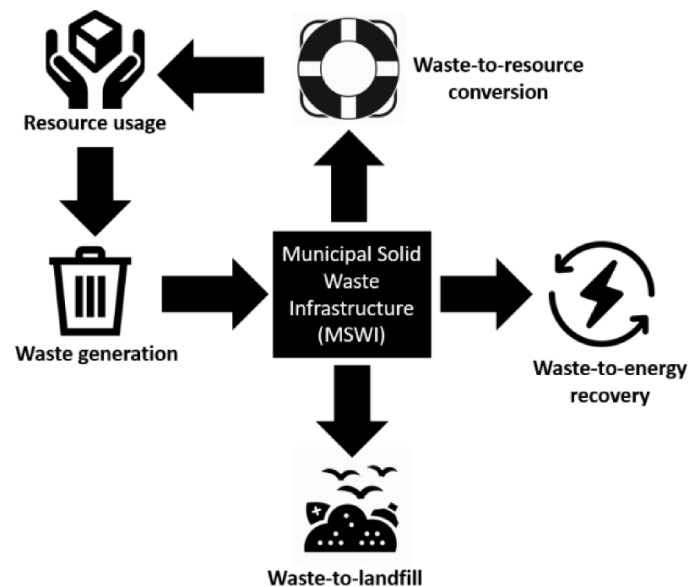 Waste-to-resource
conversion
Resource usage
Municipal Solid
Waste
Infrastructure
(MSWI)
Waste generation
Waste-to-energy
recovery
Waste-to-landfill